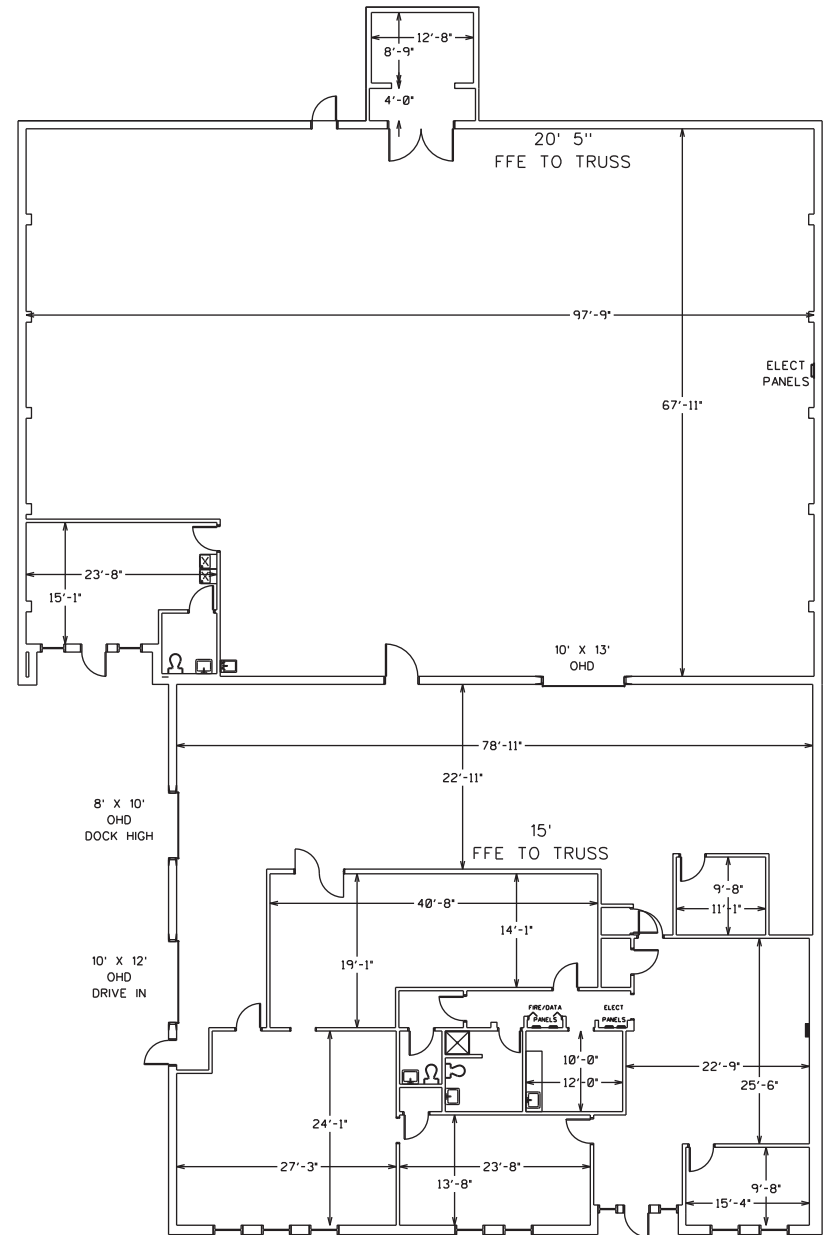 12'-8"
8'-9"
4'-0"
20' 5"
FFE TO TRUSS
97'-9"
ELECT
PANELS
67'-11"
23'-8"
15'-1"
10' X 13'
OHD
78'-11"
22'-11"
8' X 10'
OHD
DOCK HIGH
15'
FFE TO TRUSS
9'-8"
11'-1"
40'-8"
14'-1"
19'-1"
10' X 12'
OHD
DRIVE IN
FIRE/DATA
PANELS
ELECT
PANELS
10'-0"
12'-0"
22'-9"
25'-6"
24'-1"
27'-3"
23'-8"
13'-8"
9'-8"
15'-4"